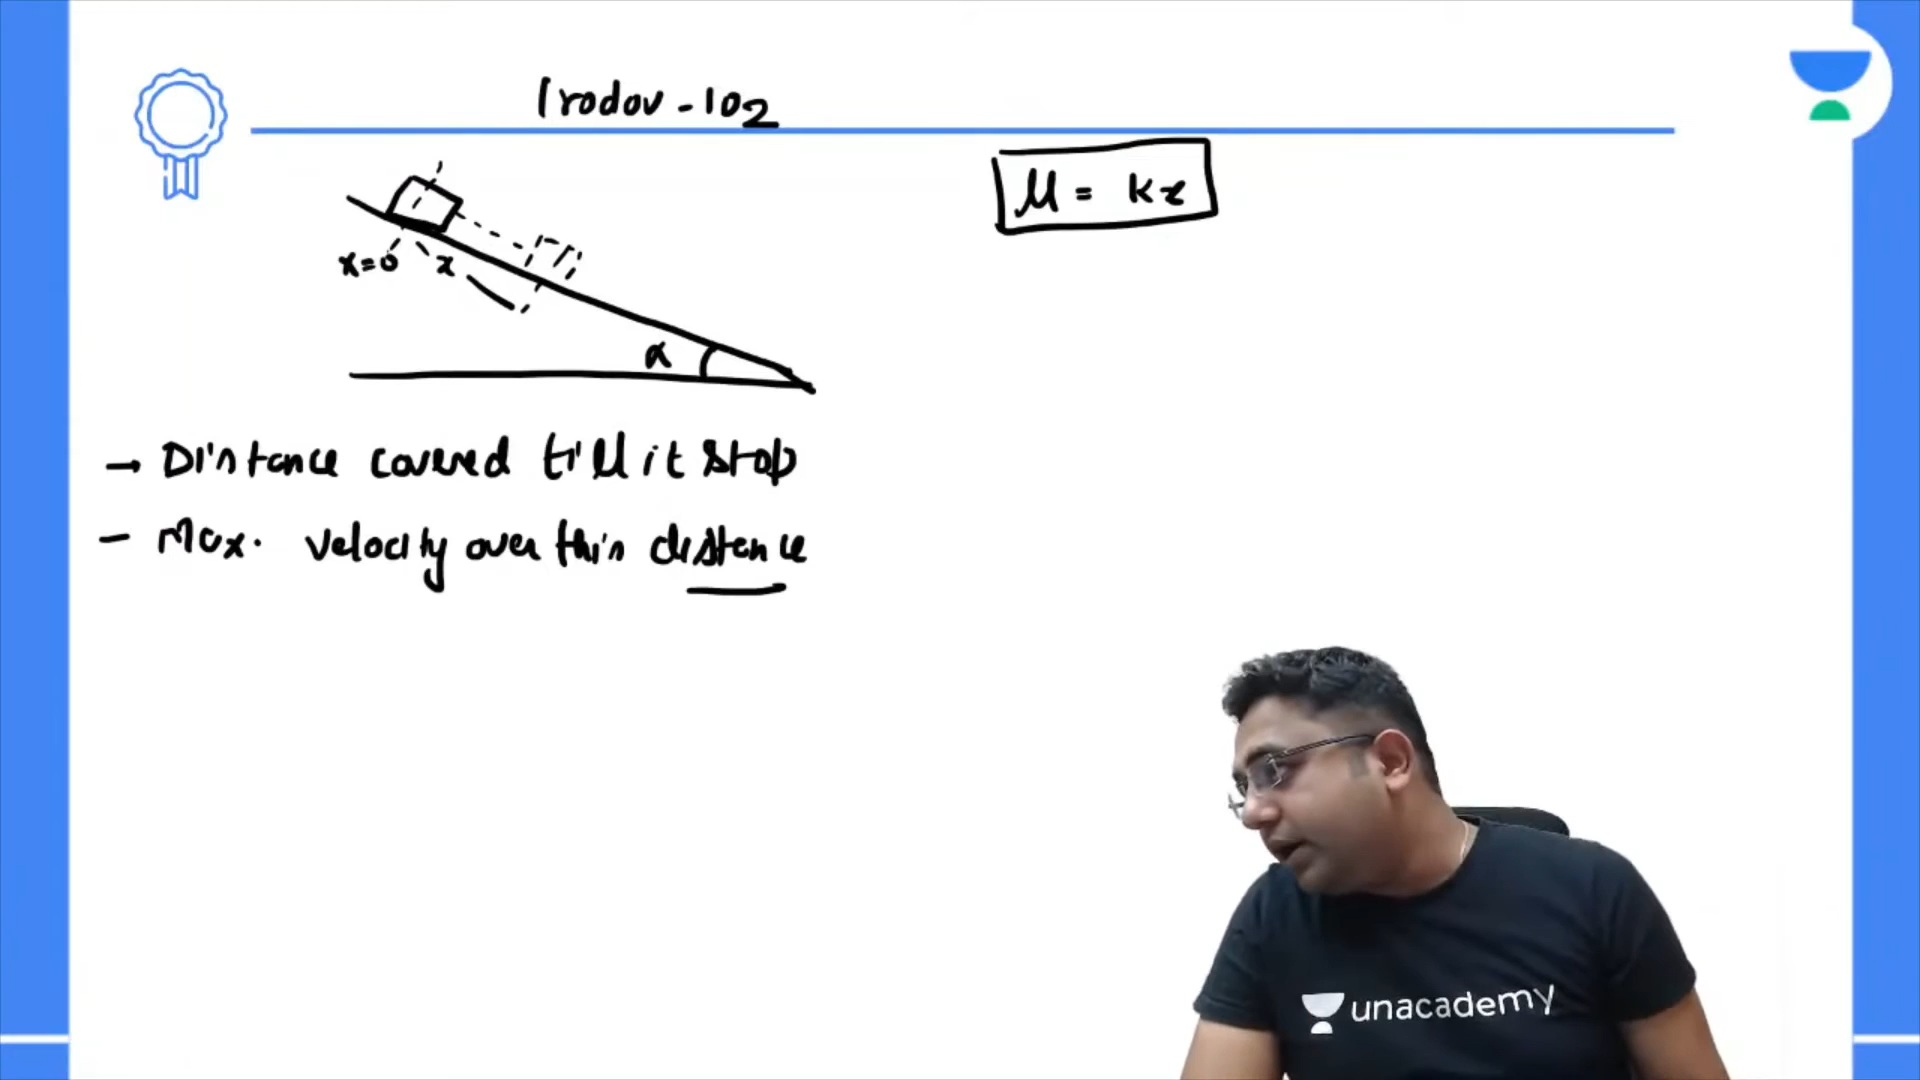 Irodov - 102
μ = kx
x=0
x
α
→ Distance covered till it stop
- Max. velocity over this distance
unacademy